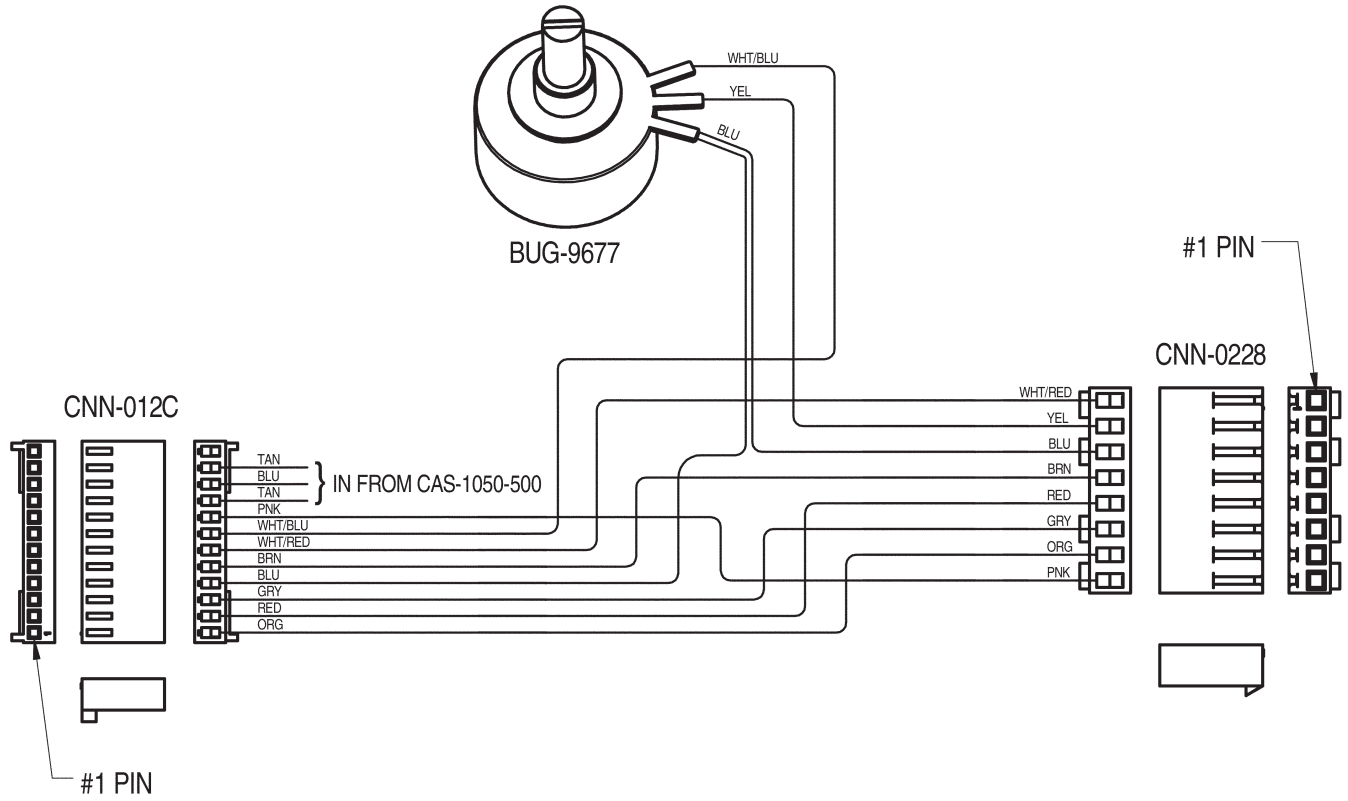 WHT/BLU
YEL
BLU
BUG-9677
#1 PIN
CNN-0228
WHT/RED
YEL
BLU
BRN
RED
GRY
ORG
PNK
CNN-012C
TAN
BLU
TAN
IN FROM CAS-1050-500
PNK
WHT/BLU
WHT/RED
BRN
BLU
GRY
RED
ORG
1
1
#1 PIN